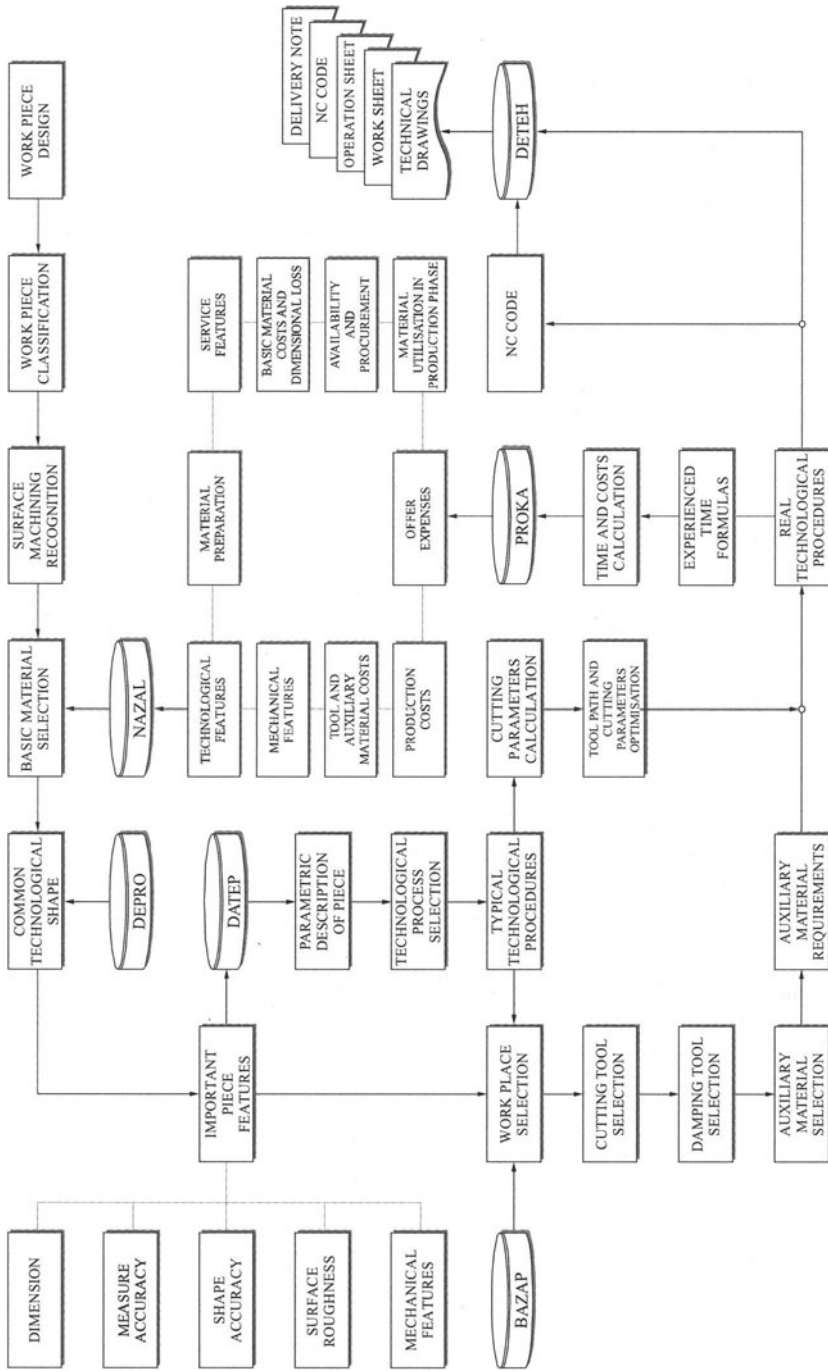 DIMENSION
MEASURE
ACCURACY
SHAPE
ACCURACY
SURFACE
ROUGHNESS
MECHANICAL
FEATURES
BAZAP
COMMON
TECHNOLOGICAL
SHAPE
DEPRO
IMPORTANT
PIECE
FEATURES
DATEP
PARAMETRIC
DESCRIPTION
OF PIECE
TECHNOLOGICAL
PROCESS
SELECTION
WORK PLACE
SELECTION
TYPICAL
TECHNOLOGICAL
PROCEDURES
CUTTING TOOL
SELECTION
DAMPING TOOL
SELECTION
AUXILIARY
MATERIAL
SELECTION
AUXILIARY
MATERIAL
REQUIREMENTS
BASIC MATERIAL
SELECTION
NAZAL
TECHNOLOGICAL
FEATURES
MECHANICAL
FEATURES
TOOL AND
AUXILIARY
MATERIAL COSTS
PRODUCTION
COSTS
CUTTING
PARAMETERS
CALCULATION
TOOL PATH AND
CUTTING
PARAMETERS
OPTIMISATION
SURFACE
MACHINING
RECOGNITION
MATERIAL
PREPARATION
OFFER
EXPENSES
PROKA
TIME AND COSTS
CALCULATION
EXPERIENCED
TIME
FORMULAS
REAL
TECHNOLOGICAL
PROCEDURES
WORK PIECE
CLASSIFICATION
SERVICE
FEATURES
BASIC MATERIAL
COSTS AND
DIMENSIONAL LOSS
AVAILABILITY
AND
PROCUREMENT
MATERIAL
UTILISATION IN
PRODUCTION PHASE
NC CODE
WORK PIECE
DESIGN
DELIVERY NOTE
NC CODE
OPERATION SHEET
WORK SHEET
TECHNICAL
DRAWINGS
DETEH